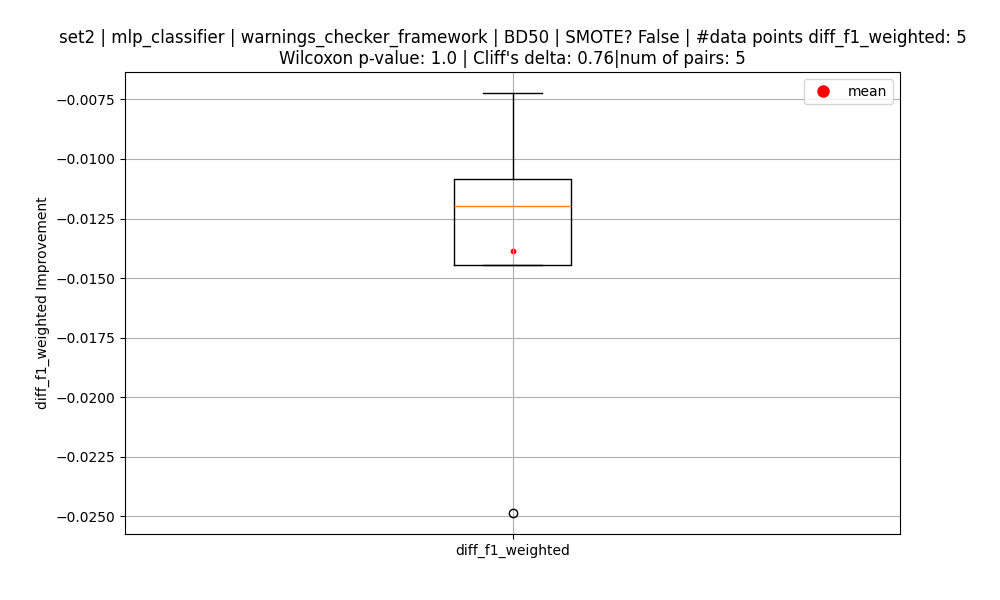 set2 | mlp_classifier | warnings_checker_framework | BD50 | SMOTE? False | #data points diff_f1_weighted: 5
Wilcoxon p-value: 1.0 | Cliff's delta: 0.76|num of pairs: 5
mean
−0.0075
−0.0100
−0.0125
−0.0150
−0.0175
−0.0200
−0.0225
−0.0250
diff_f1_weighted Improvement
diff_f1_weighted